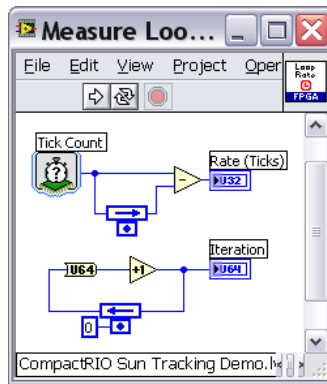 Measure Loo...
File Edit View Project Oper
Loop
Rate
FPGA
Tick Count
?
Rate (Ticks)
-
U32
Iteration
U64
+1
U64
0
CompactRIO Sun Tracking Demo.lv